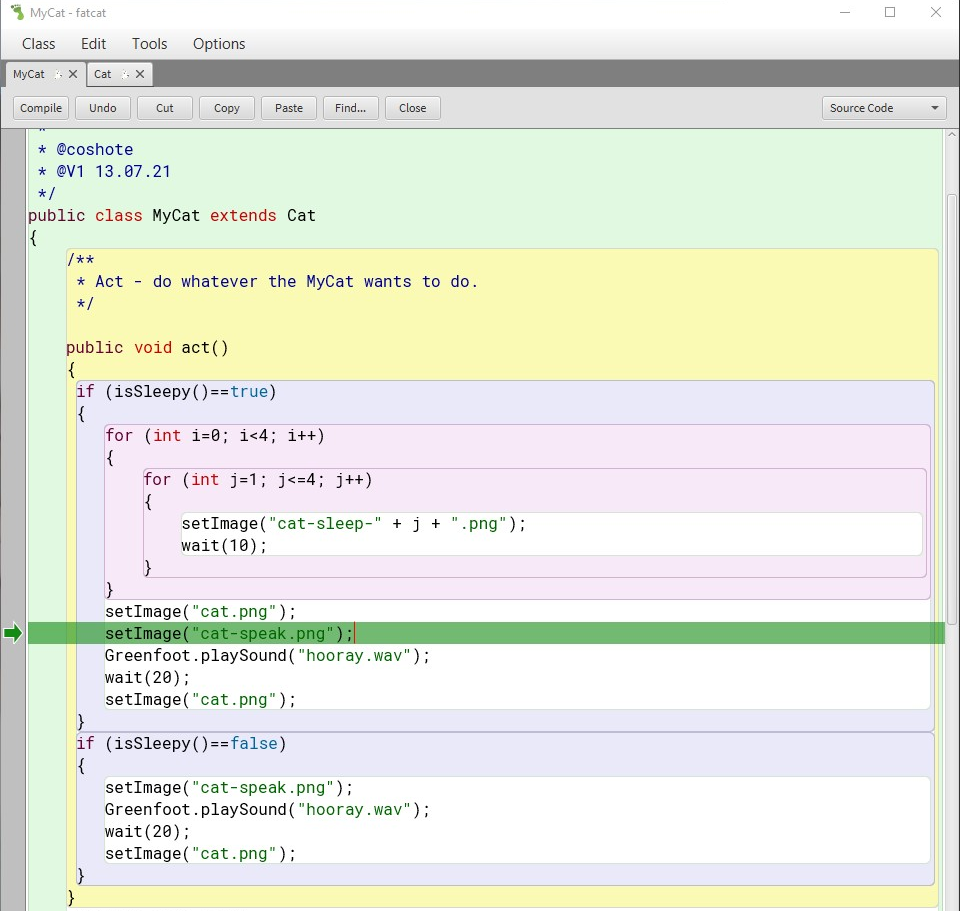 MyCat - fatcat
Class Edit Tools Options
MyCat Cat
Compile Undo Cut Copy Paste Find... Close Source Code
*
* @coshote
* @V1 13.07.21
*/
public class MyCat extends Cat
{
/**
* Act - do whatever the MyCat wants to do.
*/
public void act()
{
if (isSleepy()==true)
{
for (int i=0; i<4; i++)
{
for (int j=1; j<=4; j++)
{
setImage("cat-sleep-" + j + ".png");
wait(10);
}
}
setImage("cat.png");
setImage("cat-speak.png");
Greenfoot.playSound("hooray.wav");
wait(20);
setImage("cat.png");
}
if (isSleepy()==false)
{
setImage("cat-speak.png");
Greenfoot.playSound("hooray.wav");
wait(20);
setImage("cat.png");
}
}